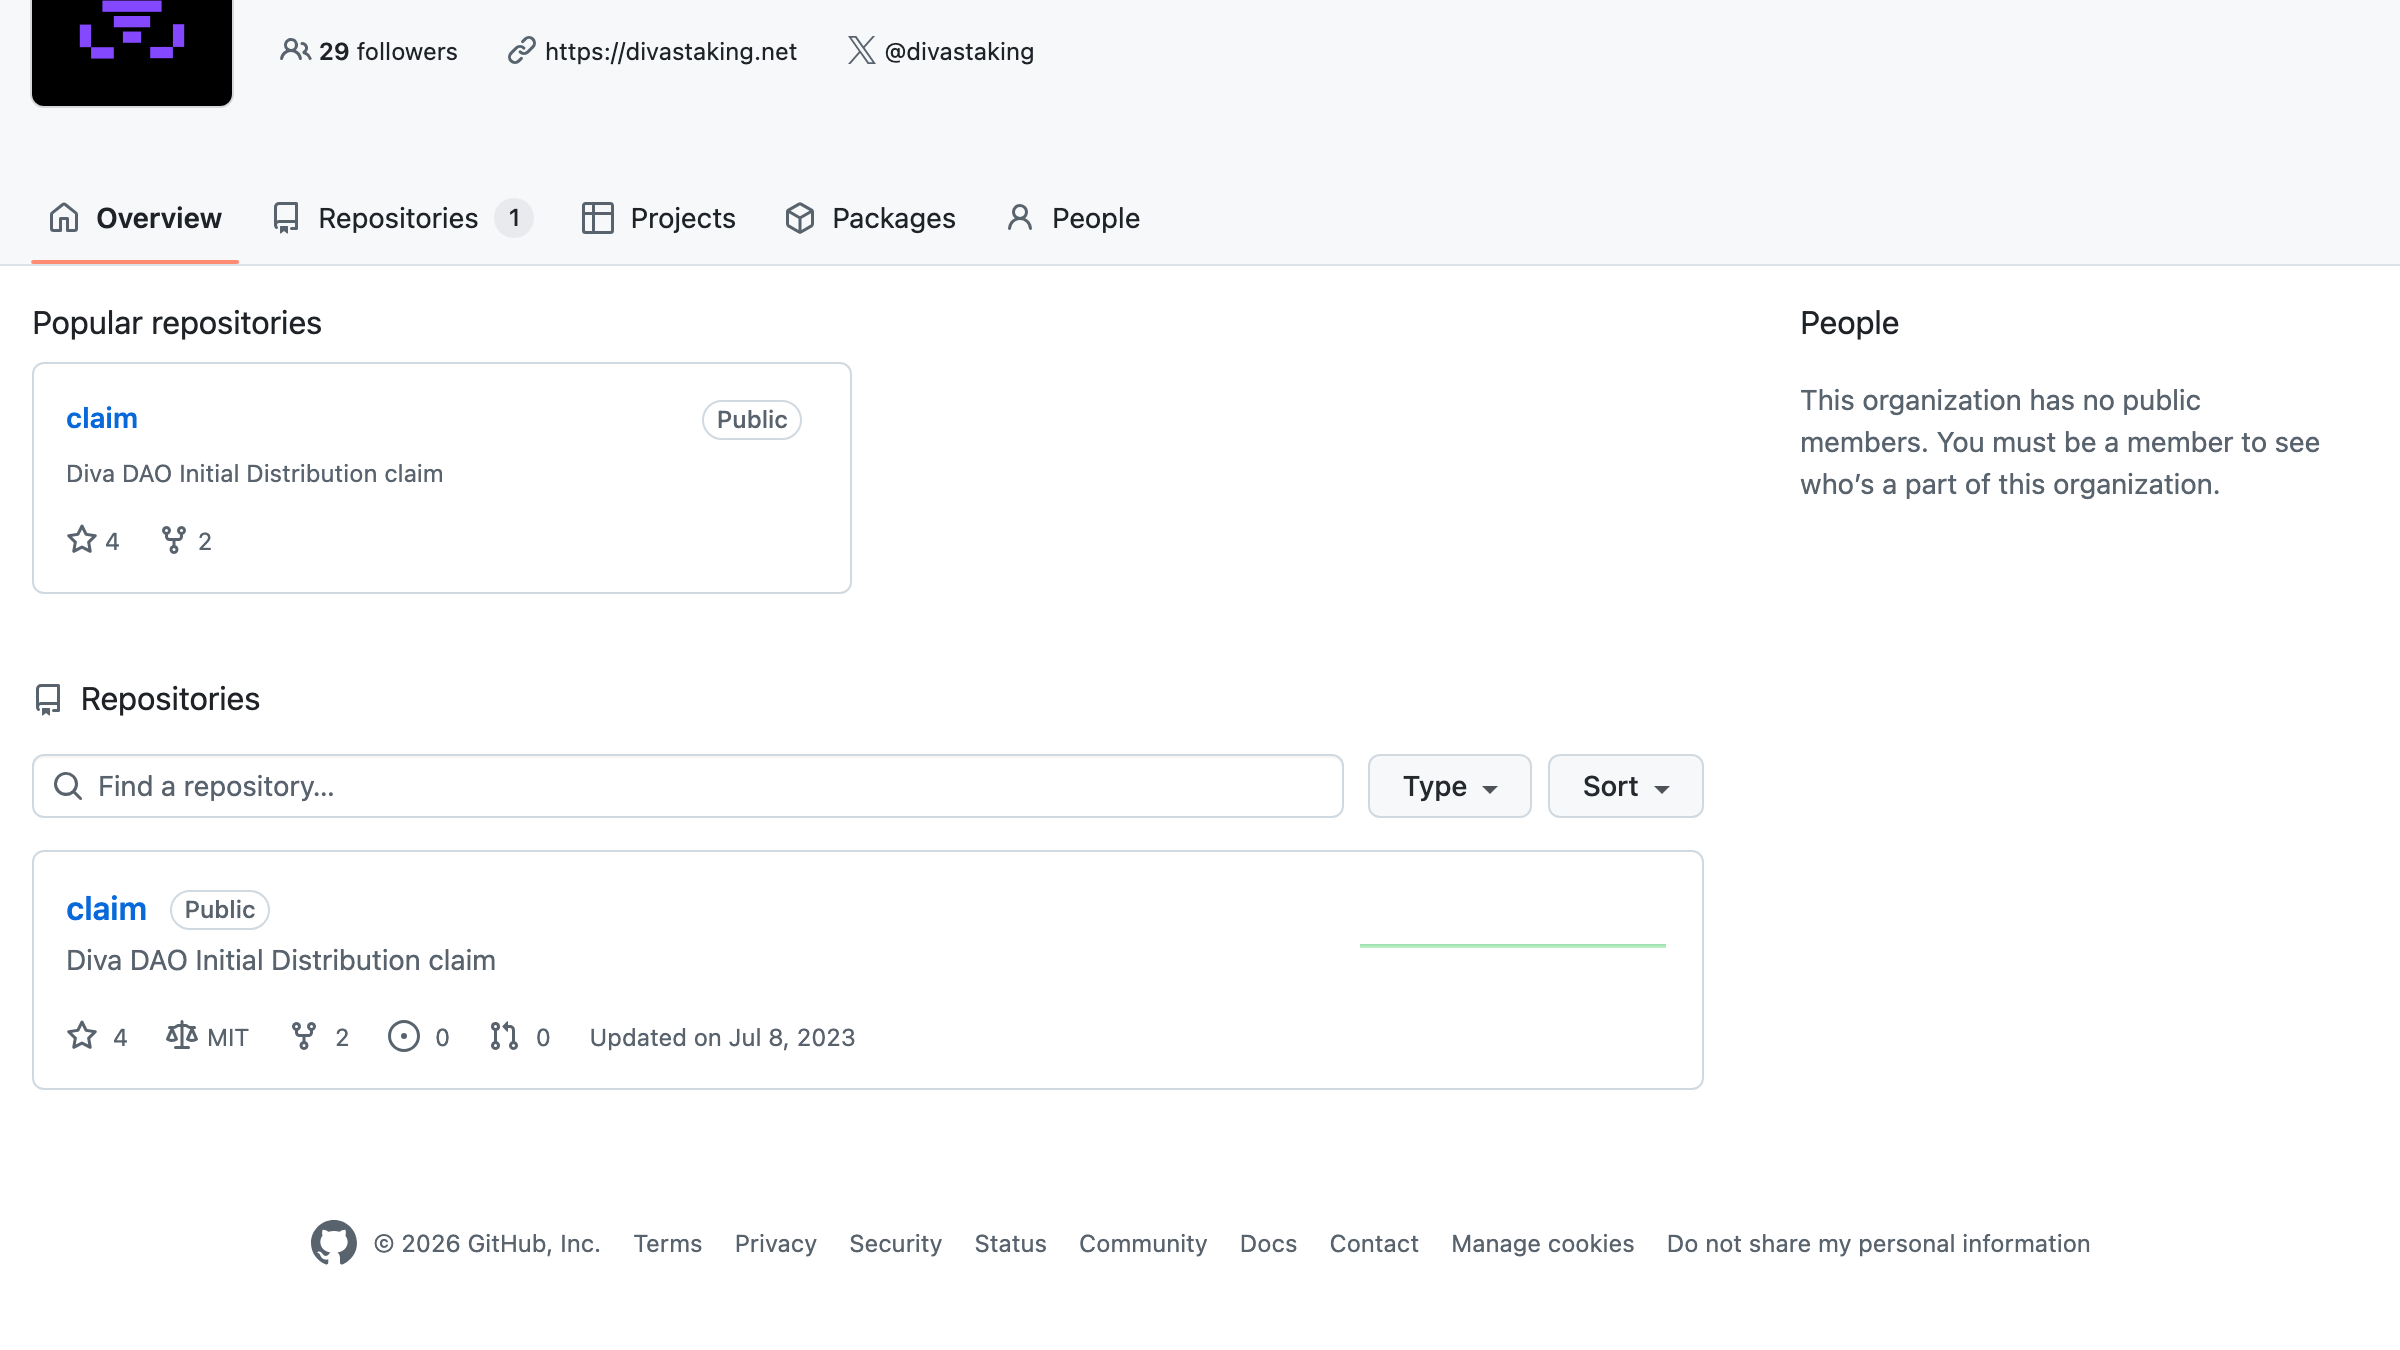 29 followers https://divastaking.net @divastaking
Overview Repositories 1 Projects Packages People
Popular repositories
claim Public
Diva DAO Initial Distribution claim
4 2
People
This organization has no public
members. You must be a member to see
who’s a part of this organization.
Repositories
Find a repository... Type Sort
claim Public
Diva DAO Initial Distribution claim
4 MIT 2 0 0 Updated on Jul 8, 2023
© 2026 GitHub, Inc. Terms Privacy Security Status Community Docs Contact Manage cookies Do not share my personal information